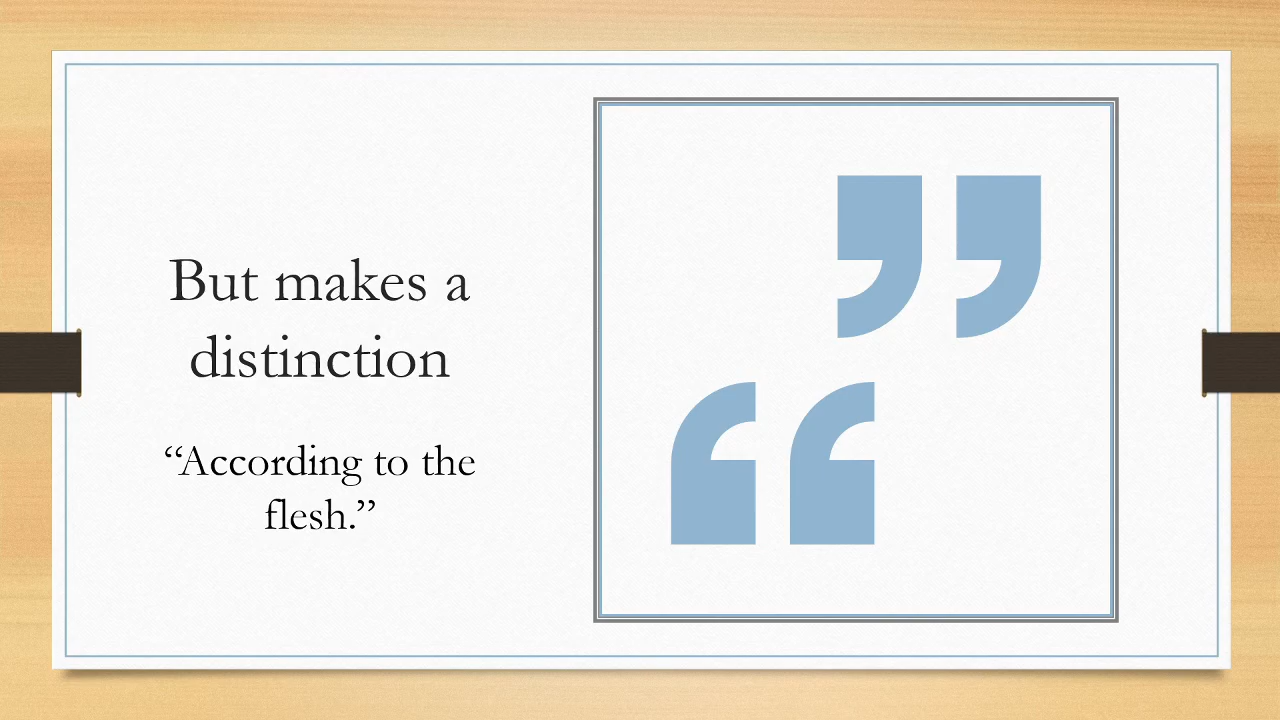 But makes a
distinction
“According to the
flesh.”